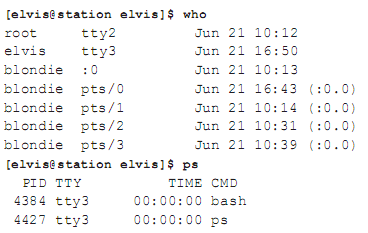 [elvis@station elvis]$ who
root     tty2         Jun 21 10:12
elvis    tty3         Jun 21 16:50
blondie  :0           Jun 21 10:13
blondie  pts/0        Jun 21 16:43 (:0.0)
blondie  pts/1        Jun 21 10:14 (:0.0)
blondie  pts/2        Jun 21 10:31 (:0.0)
blondie  pts/3        Jun 21 10:39 (:0.0)
[elvis@station elvis]$ ps
  PID TTY          TIME CMD
 4384 tty3     00:00:00 bash
 4427 tty3     00:00:00 ps